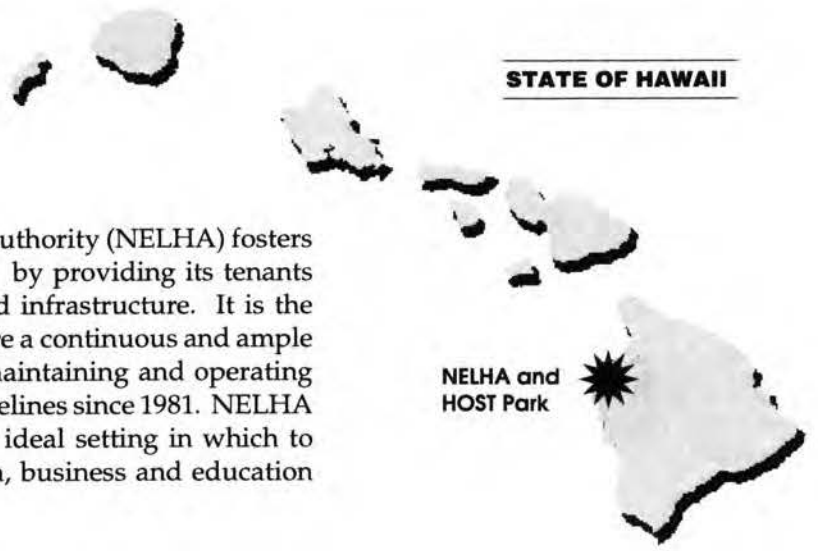 STATE OF HAWAII
uthority (NELHA) fosters
by providing its tenants
d infrastructure. It is the
e a continuous and ample
naintaining and operating
elines since 1981. NELHA
ideal setting in which to
, business and education
NELHA and
HOST Park